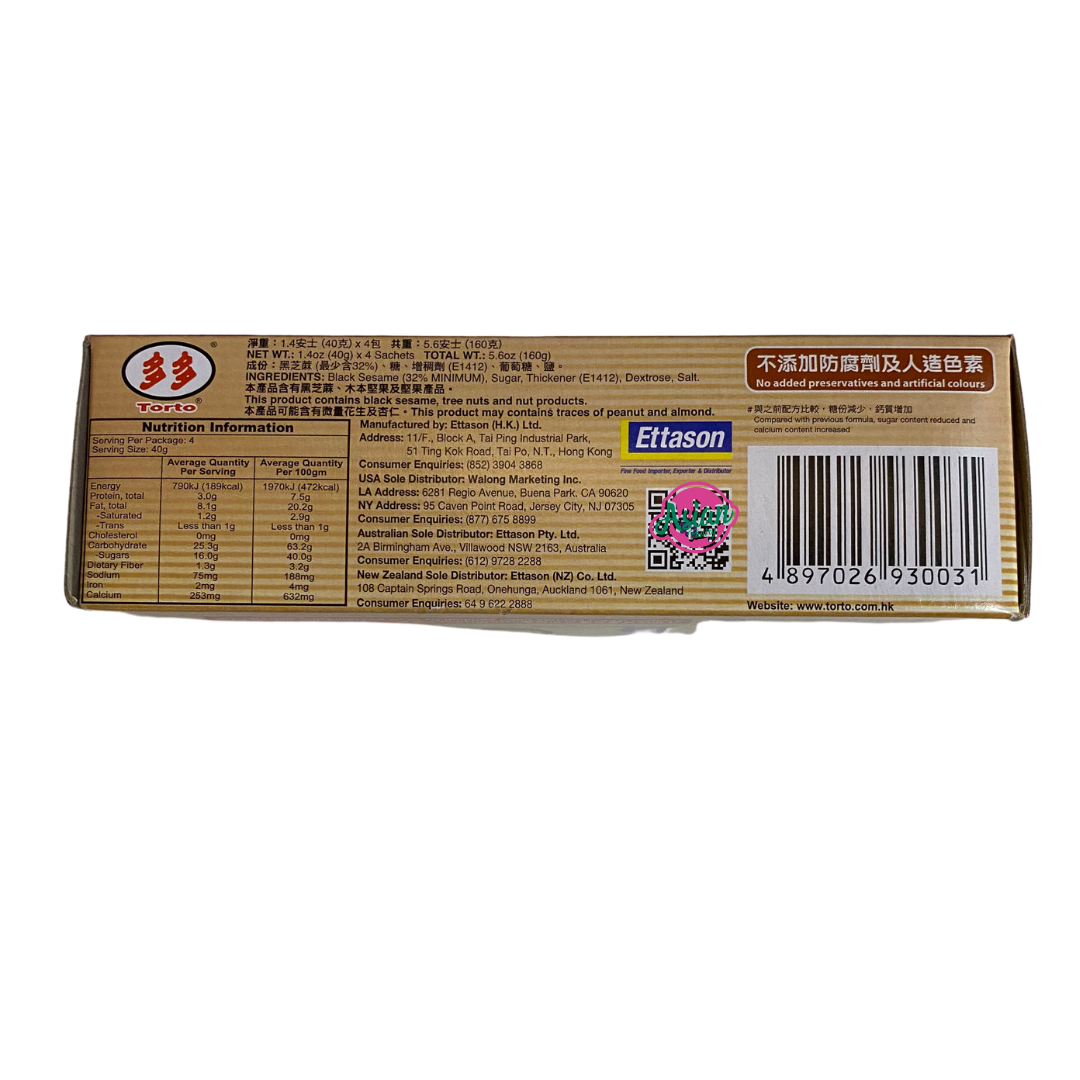 多多®
Torto®
淨重：1.4安士 (40克) x 4包 共重：5.6安士 (160克)
NET WT.: 1.4oz (40g) x 4 Sachets TOTAL WT.: 5.6oz (160g)
成份：黑芝蔴 (最少含32%)、糖、增稠劑 (E1412)、葡萄糖、鹽。
INGREDIENTS: Black Sesame (32% MINIMUM), Sugar, Thickener (E1412), Dextrose, Salt.
本產品含有黑芝蔴、木本堅果及堅果產品。
This product contains black sesame, tree nuts and nut products.
本產品可能含有微量花生及杏仁。This product may contain traces of peanut and almond.
Nutrition Information
Serving Per Package: 4
Serving Size: 40g
Average Quantity Per Serving Average Quantity Per 100gm
Energy 790kJ (189kcal) 1970kJ (472kcal)
Protein, total 3.0g 7.5g
Fat, total 8.1g 20.2g
-Saturated 1.2g 2.9g
-Trans Less than 1g Less than 1g
Cholesterol 0mg 0mg
Carbohydrate 25.3g 63.2g
-Sugars 16.0g 40.0g
Dietary Fiber 1.3g 3.2g
Sodium 75mg 188mg
Iron 2mg 4mg
Calcium 253mg 632mg
Manufactured by: Ettason (H.K.) Ltd.
Address: 11/F., Block A, Tai Ping Industrial Park,
51 Ting Kok Road, Tai Po, N.T., Hong Kong
Consumer Enquiries: (852) 3904 3868
USA Sole Distributor: Walong Marketing Inc.
LA Address: 6281 Regio Avenue, Buena Park, CA 90620
NY Address: 95 Caven Point Road, Jersey City, NJ 07305
Consumer Enquiries: (877) 675 8899
Australian Sole Distributor: Ettason Pty. Ltd.
2A Birmingham Ave., Villawood NSW 2163, Australia
Consumer Enquiries: (612) 9728 2288
New Zealand Sole Distributor: Ettason (NZ) Co. Ltd.
108 Captain Springs Road, Onehunga, Auckland 1061, New Zealand
Consumer Enquiries: 64 9 622 2888
Ettason
Fine Food Importer, Exporter & Distributor
Asian
不添加防腐劑及人造色素
No added preservatives and artificial colours
#與之前配方比較，糖份減少，鈣質增加
Compared with previous formula, sugar content reduced and
calcium content increased
4 897026 930031
Website: www.torto.com.hk